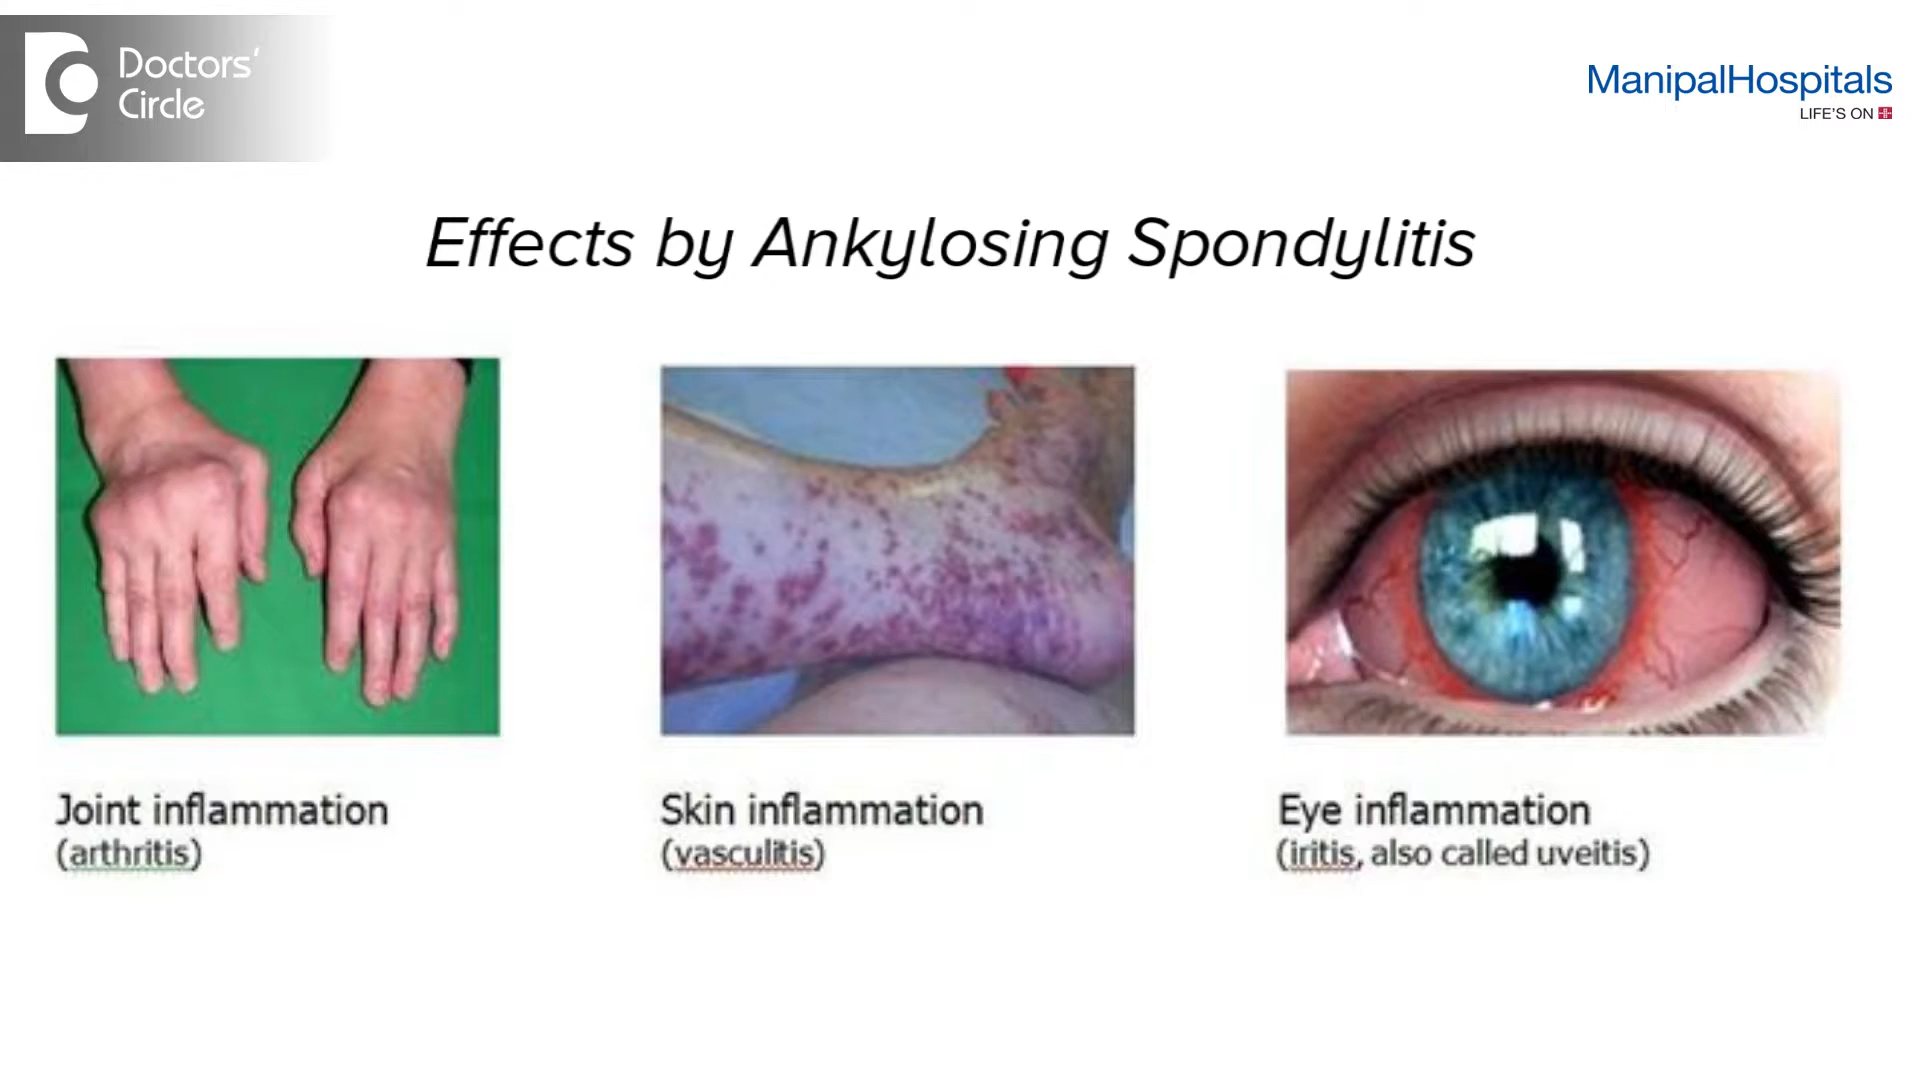 Doctors'
Circle
ManipalHospitals
LIFE'S ON
Effects by Ankylosing Spondylitis
Joint inflammation
(arthritis)
Skin inflammation
(vasculitis)
Eye inflammation
(iritis, also called uveitis)